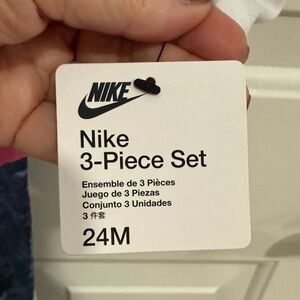 NIKE
Nike
3-Piece Set
Ensemble de 3 Pièces
Juego de 3 Piezas
Conjunto 3 Unidades
3 件套
24M